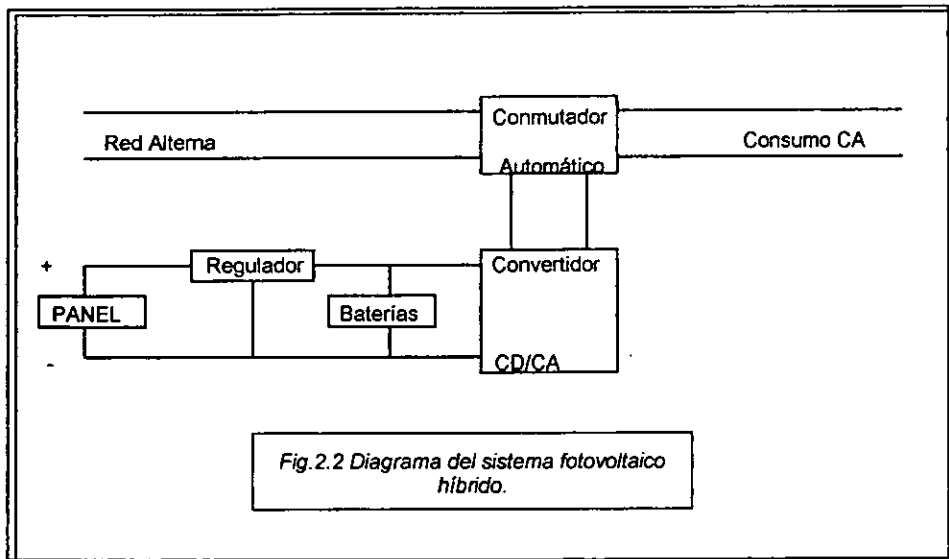 Conmutador
Red Alterna
Consumo CA
Automático
+
Regulador
Convertidor
PANEL
Baterías
-
CD/CA
Fig.2.2 Diagrama del sistema fotovoltaico
híbrido.